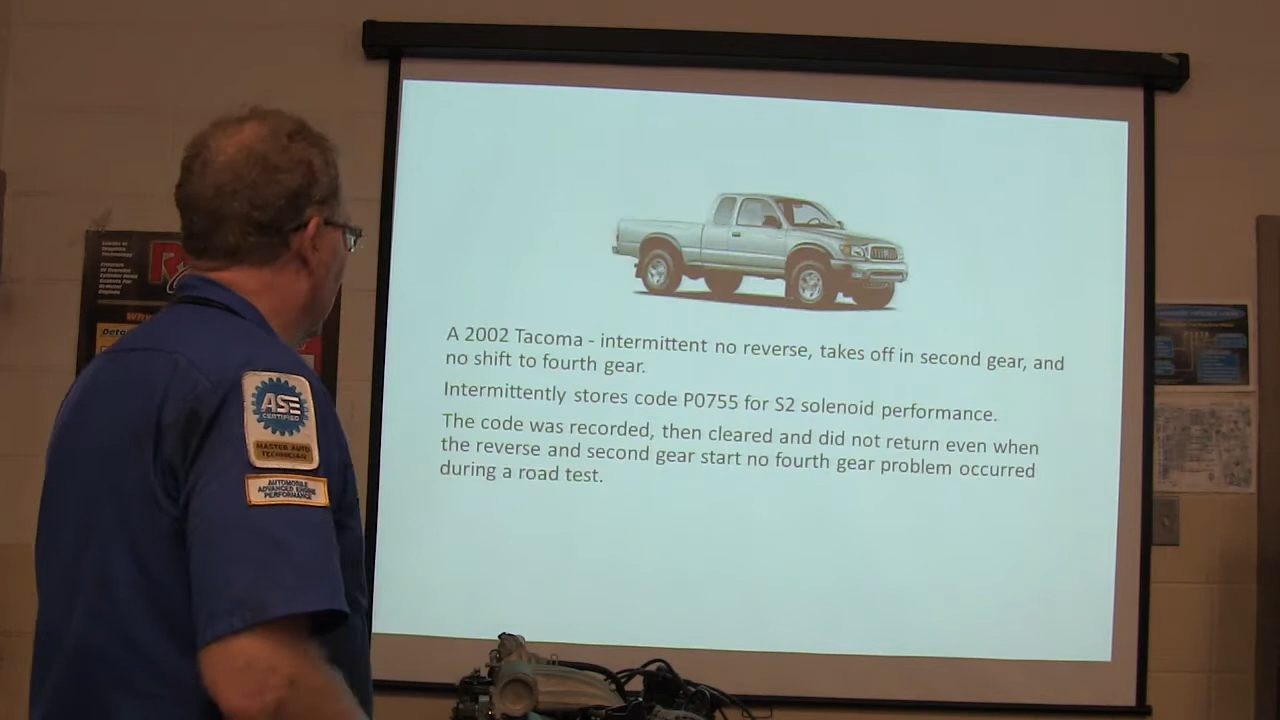 A 2002 Tacoma - intermittent no reverse, takes off in second gear, and
no shift to fourth gear.
Intermittently stores code P0755 for S2 solenoid performance.
The code was recorded, then cleared and did not return even when
the reverse and second gear start no fourth gear problem occurred
during a road test.
ASE
CERTIFIED
MASTER AUTO
TECHNICIAN
AUTOMOBILE
ADVANCED ENGINE
PERFORMANCE